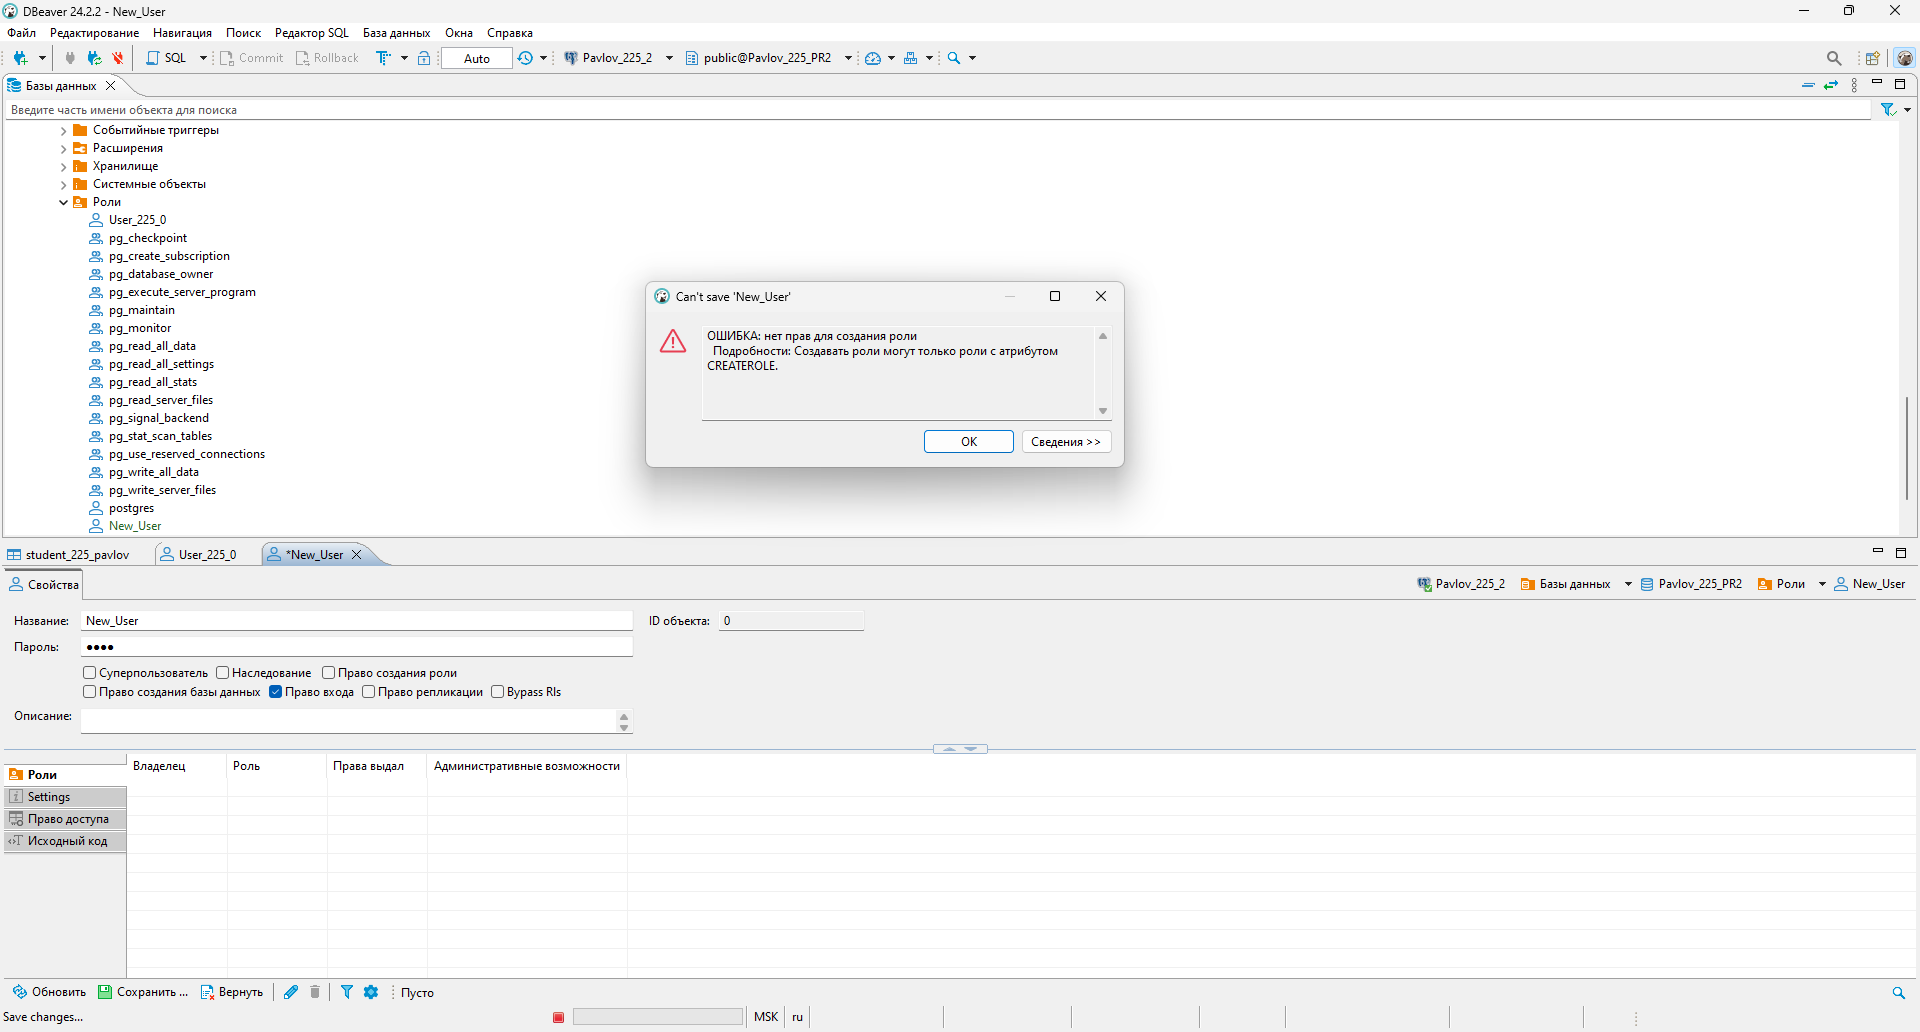 DBeaver 24.2.2 - New_User
Файл Редактирование Навигация Поиск Редактор SQL База данных Окна Справка
SQL Commit Rollback Auto Pavlov_225_2 public@Pavlov_225_PR2
Базы данных
Введите часть имени объекта для поиска
Событийные триггеры
Расширения
Хранилище
Системные объекты
Роли
User_225_0
pg_checkpoint
pg_create_subscription
pg_database_owner
pg_execute_server_program
pg_maintain
pg_monitor
pg_read_all_data
pg_read_all_settings
pg_read_all_stats
pg_read_server_files
pg_signal_backend
pg_stat_scan_tables
pg_use_reserved_connections
pg_write_all_data
pg_write_server_files
postgres
New_User
Can't save 'New_User'
ОШИБКА: нет прав для создания роли
Подробности: Создавать роли могут только роли с атрибутом
CREATEROLE.
OK Сведения >>
student_225_pavlov User_225_0 *New_User
Свойства Pavlov_225_2 Базы данных Pavlov_225_PR2 Роли New_User
Название: New_User ID объекта: 0
Пароль: ●●●●
Суперпользователь Наследование Право создания роли
Право создания базы данных Право входа Право репликации Bypass Rls
Описание:
Роли
Settings
Право доступа
Исходный код
Владелец Роль Права выдал Административные возможности
Обновить Сохранить ... Вернуть Пусто
Save changes... MSK ru